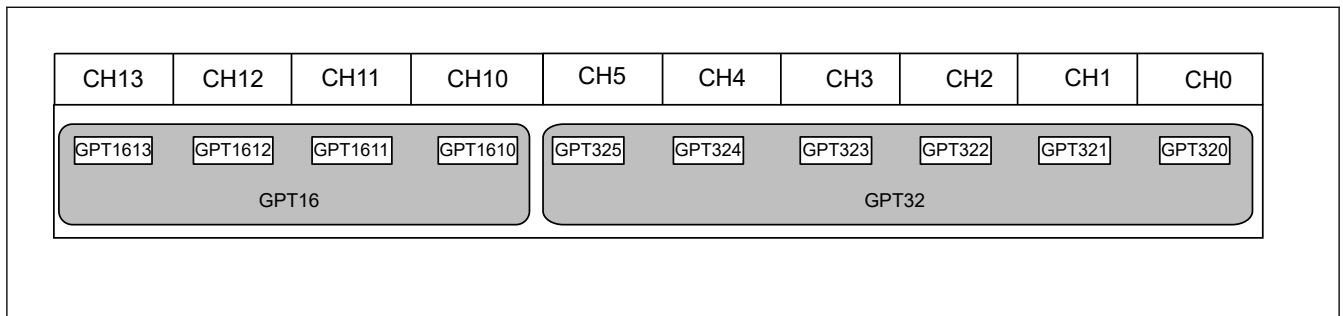 CH13 CH12 CH11 CH10 CH5 CH4 CH3 CH2 CH1 CH0
GPT1613 GPT1612 GPT1611 GPT1610 GPT325 GPT324 GPT323 GPT322 GPT321 GPT320
GPT16 GPT32